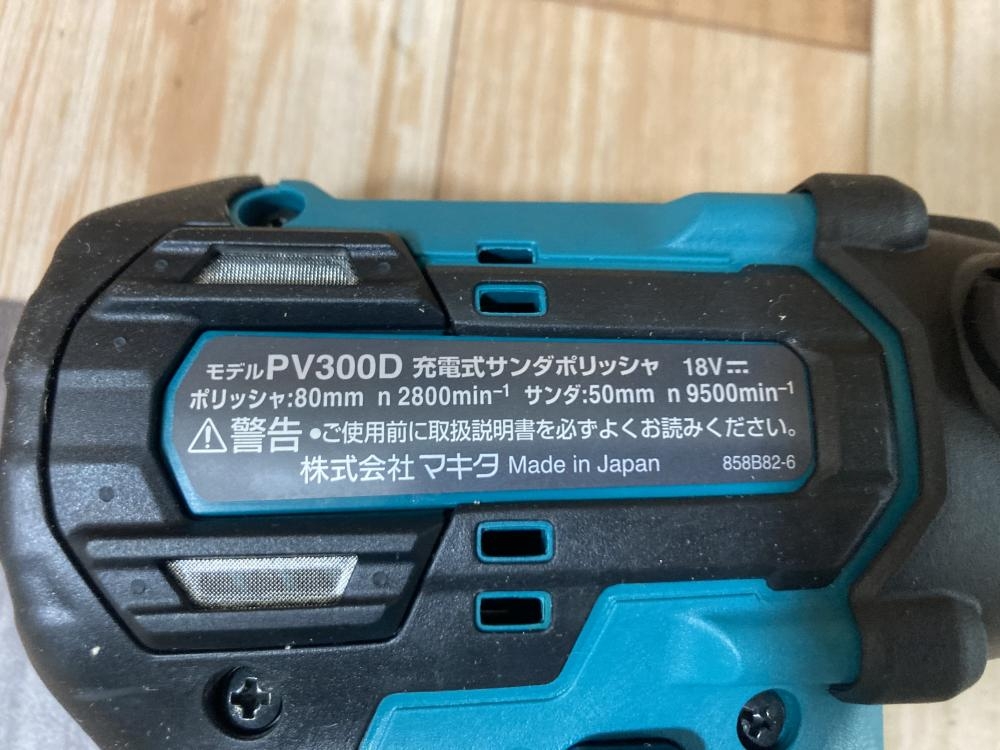 モデルPV300D 充電式サンダポリッシャ 18V⎓
ポリッシャ:80mm n 2800min⁻¹ サンダ:50mm n 9500min⁻¹
⚠警告 ●ご使用前に取扱説明書を必ずよくお読みください。
株式会社 マキタ Made in Japan 858B82-6